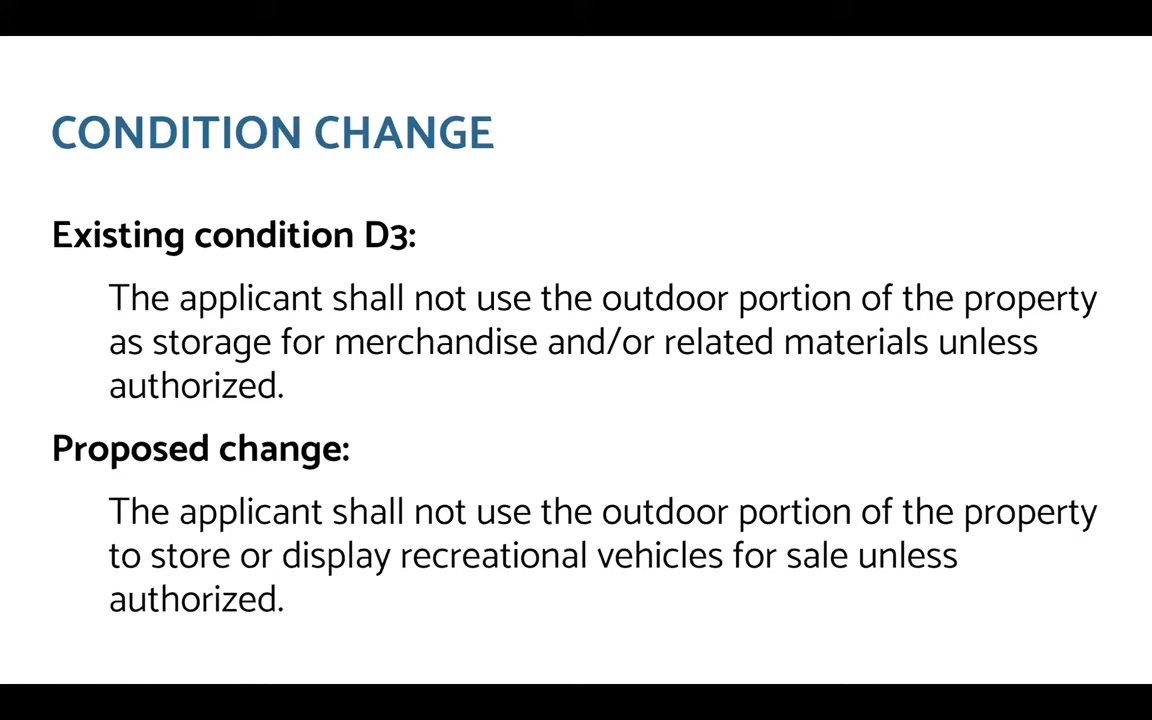 CONDITION CHANGE
Existing condition D3:
The applicant shall not use the outdoor portion of the property
as storage for merchandise and/or related materials unless
authorized.
Proposed change:
The applicant shall not use the outdoor portion of the property
to store or display recreational vehicles for sale unless
authorized.